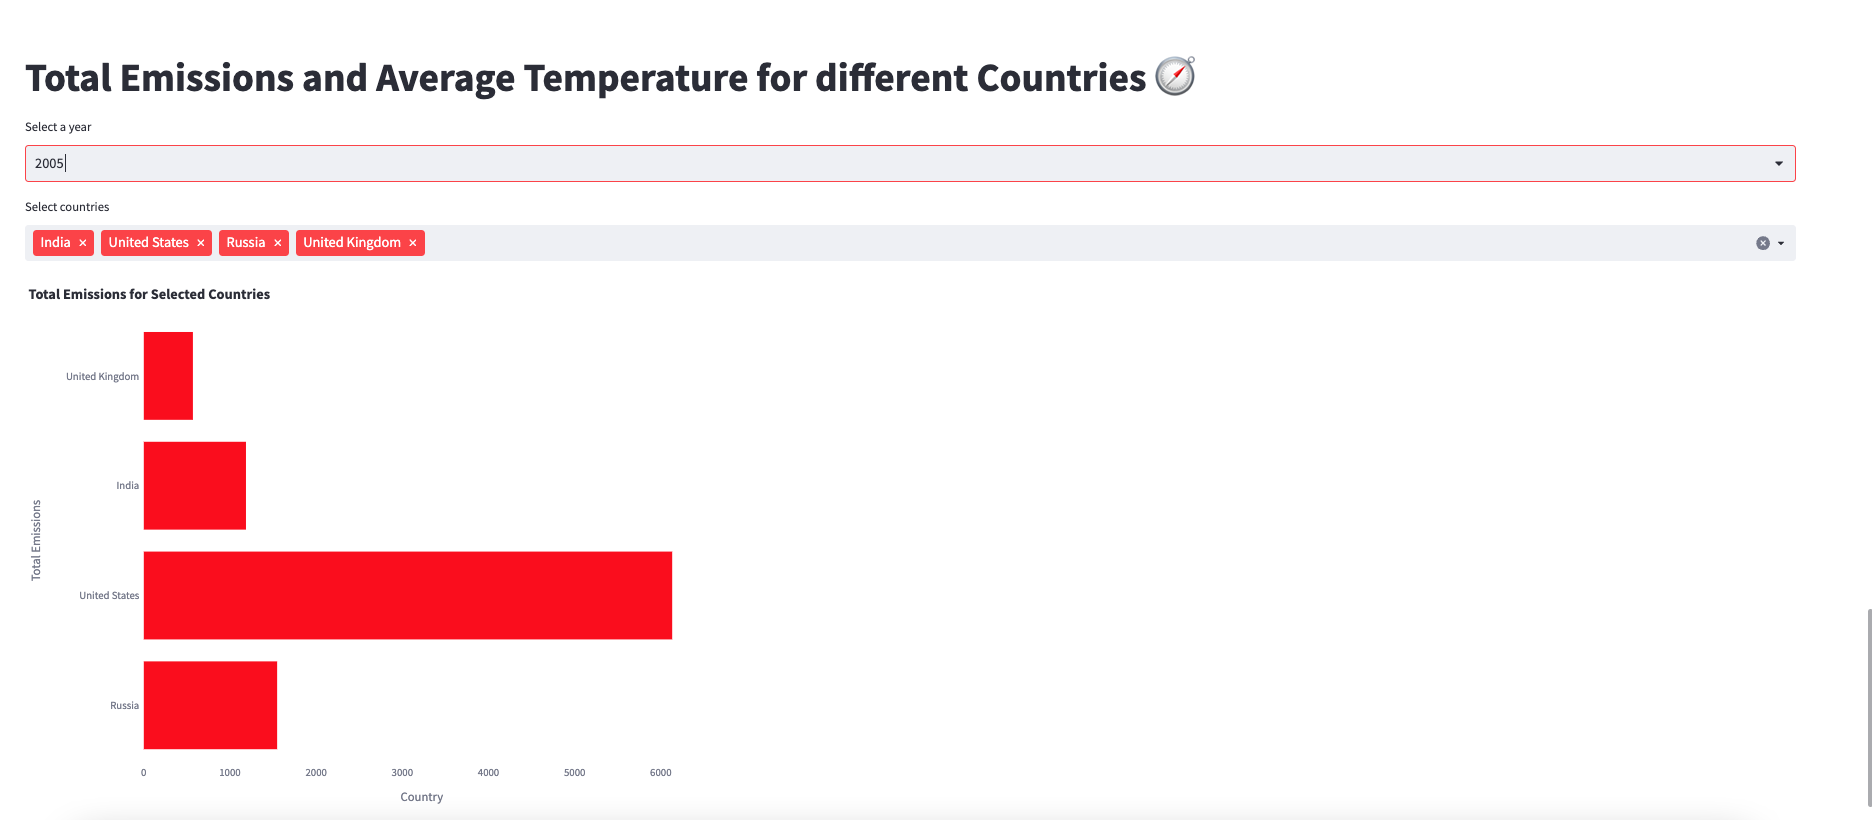 Total Emissions and Average Temperature for different Countries
Select a year
2005
Select countries
India × United States × Russia × United Kingdom ×
Total Emissions for Selected Countries
United Kingdom
India
Total Emissions
United States
Russia
0 1000 2000 3000 4000 5000 6000
Country